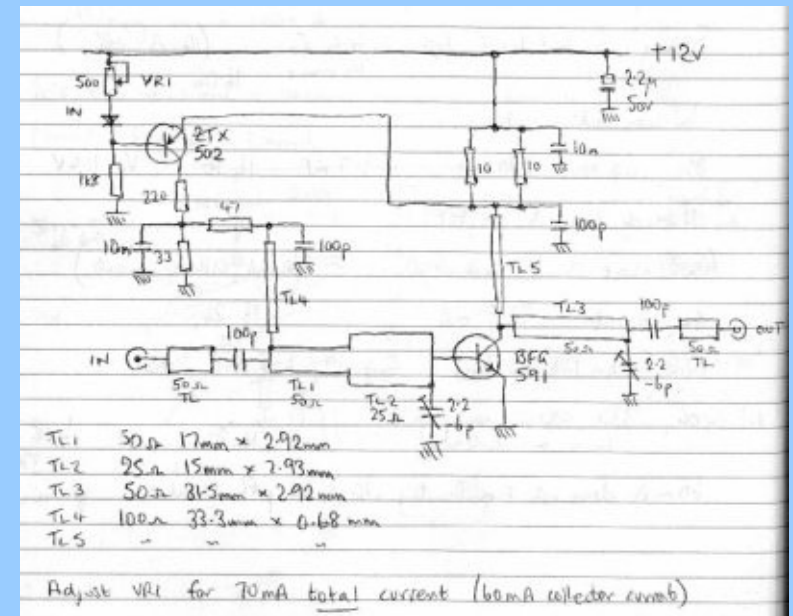 +12V
500 VR1
2.2μ
50V
IN
ZTX
502
10n
10 10
1k8
220
47
100p
10n
33
100p
TL5
TL4
TL3
100p
100p
OUT
IN
BFG
591
50Ω
50Ω
TL
50Ω
TL
TL1
50Ω
TL2
25Ω
2.2
-6p
2.2
-6p
TL1 50Ω 17mm × 2.92mm
TL2 25Ω 15mm × 7.93mm
TL3 50Ω 31.5mm × 2.92mm
TL4 100Ω 33.3mm × 0.68 mm
TL5 " " "
Adjust VR1 for 70mA total current (60mA collector current)